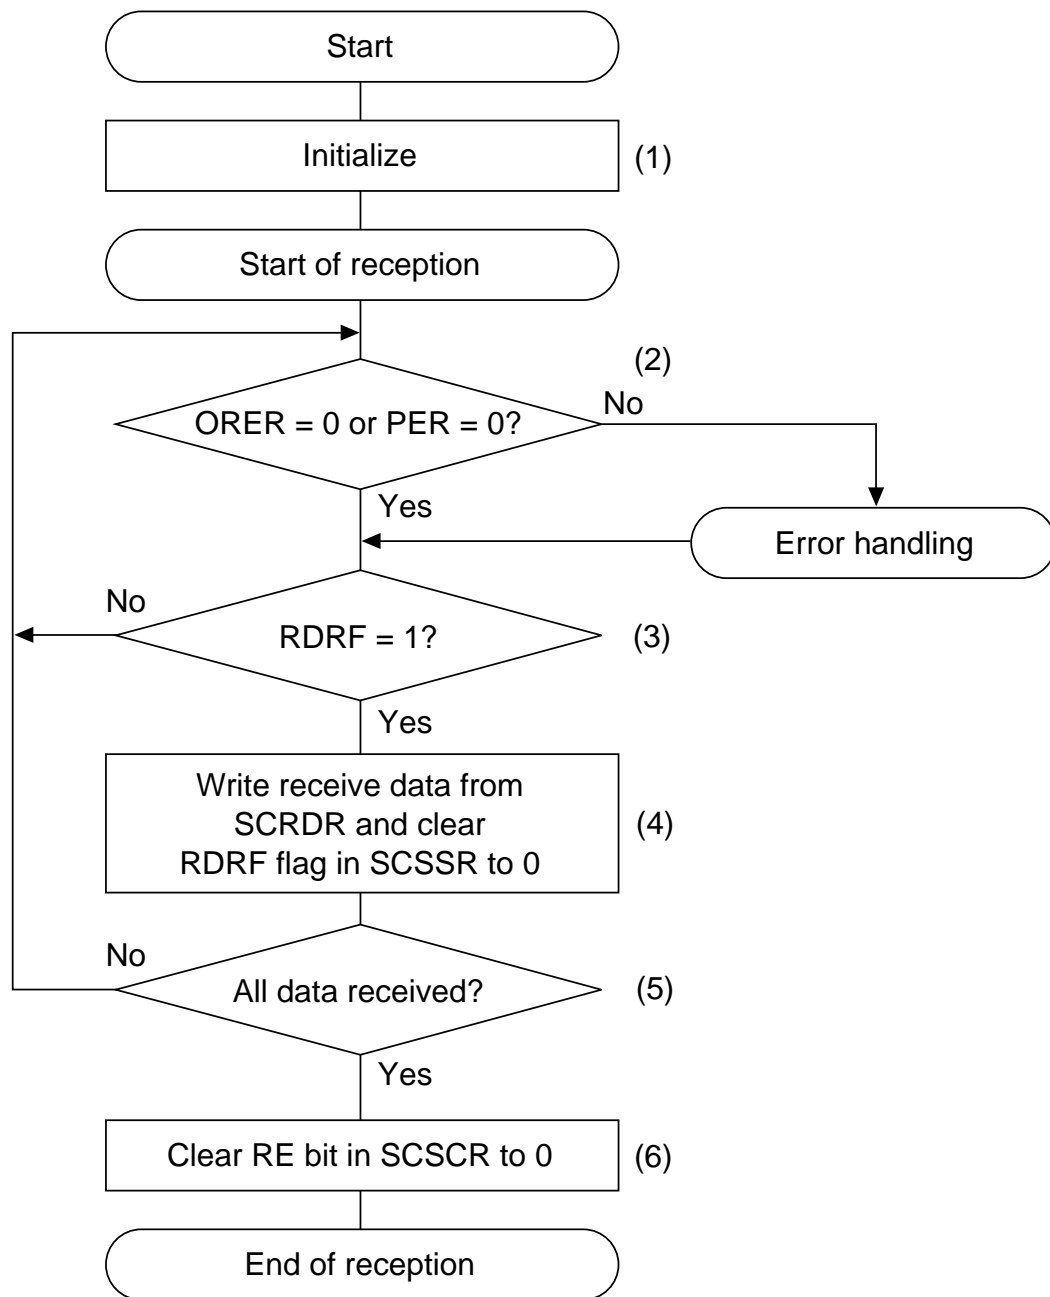 Start
Initialize
(1)
Start of reception
(2)
ORER = 0 or PER = 0?
No
Yes
Error handling
No
RDRF = 1?
(3)
Yes
Write receive data from
SCRDR and clear
RDRF flag in SCSSR to 0
(4)
No
All data received?
(5)
Yes
Clear RE bit in SCSCR to 0
(6)
End of reception